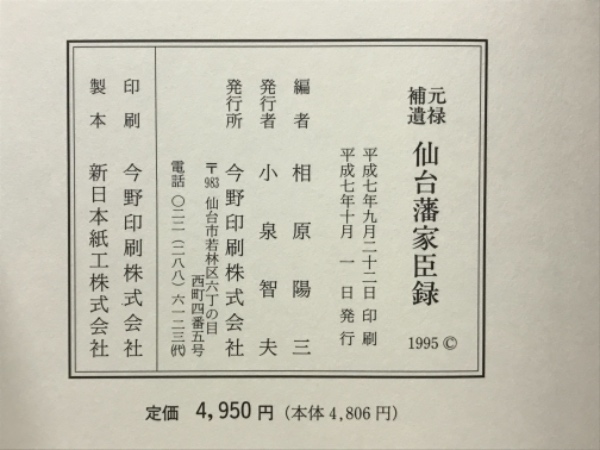 元禄
補遺 仙台藩家臣録
1995 ©
平成七年九月二十二日 印刷
平成七年十月 一 日 発行
編者 相原陽三
発行者 小泉智夫
発行所 今野印刷株式会社
〒983 仙台市若林区六丁の目
西町四番五号
電話 〇二二(二八八)六一二三(代)
印刷 今野印刷株式会社
製本 新日本紙工株式会社
定価 4,950円(本体4,806円)